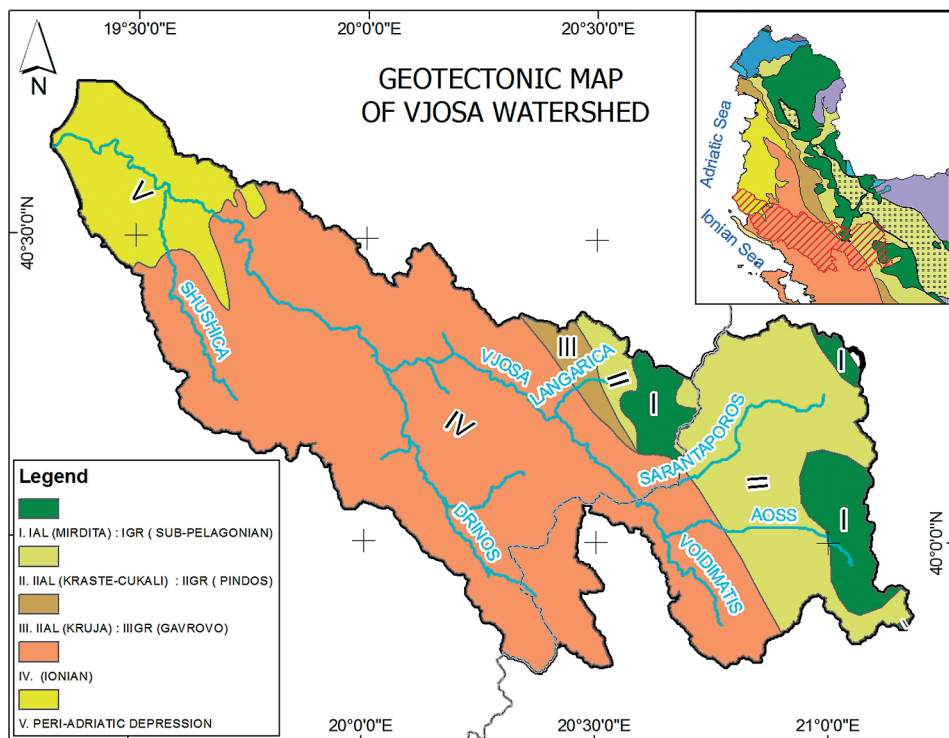 19°30'0"E
20°0'0"E
20°30'0"E
N
GEOTECTONIC MAP
OF VJOSA WATERSHED
Adriatic Sea
Ionian Sea
40°30'0"N
V
SHUSHICA
VJOSA
LANGARICA
III
II
I
I
IV
SARANTAPOROS
II
I
AOSS
DRINOS
VOIDIMATIS
40°0'0"N
Legend
I. IAL (MIRDITA) : IGR ( SUB-PELAGONIAN)
II. IIAL (KRASTE-CUKALI) : IIGR ( PINDOS)
III. IIAL (KRUJA) : IIIGR (GAVROVO)
IV. (IONIAN)
V. PERI-ADRIATIC DEPRESSION
20°0'0"E
20°30'0"E
21°0'0"E